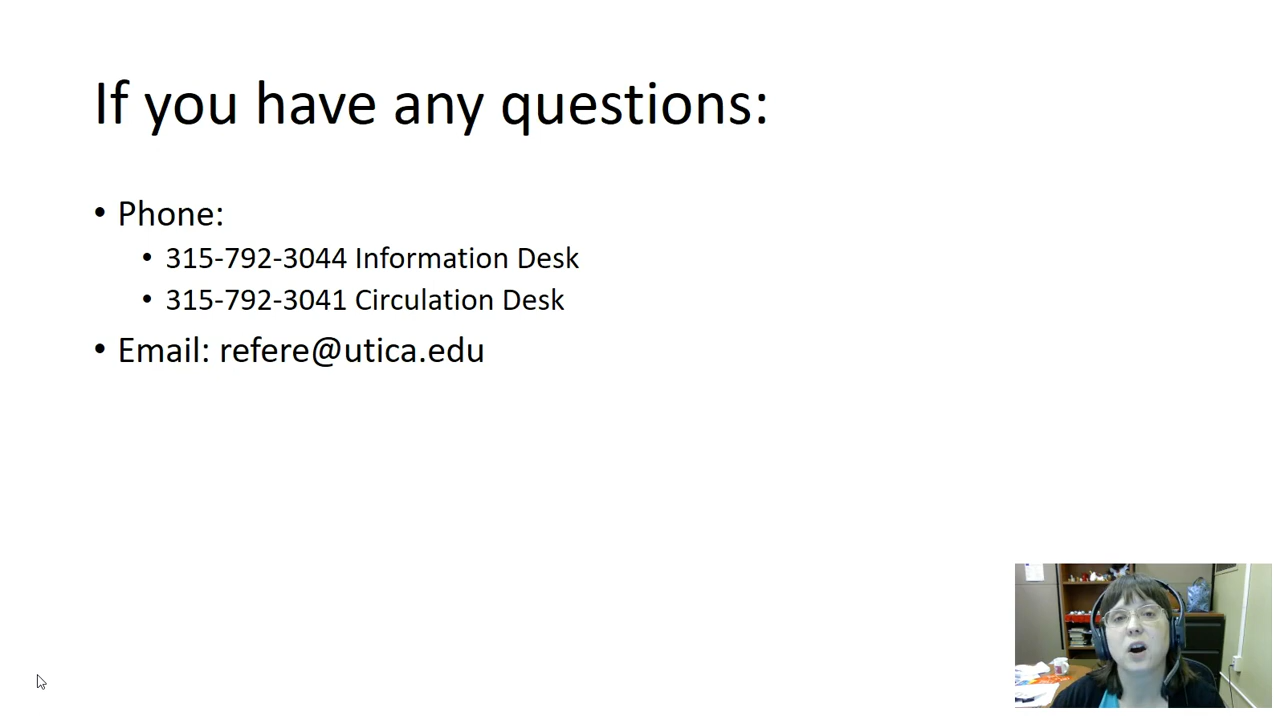 If you have any questions:
• Phone:
• 315-792-3044 Information Desk
• 315-792-3041 Circulation Desk
• Email: refere@utica.edu